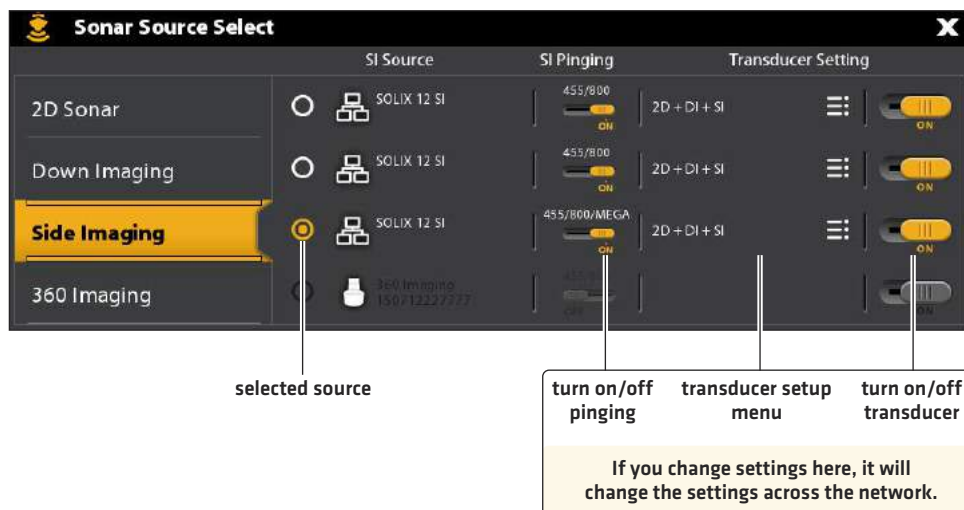 Sonar Source Select
X
SI Source SI Pinging Transducer Setting
2D Sonar SOLIX 12 SI 455/800 ON 2D + DI + SI ON
Down Imaging SOLIX 12 SI 455/800 ON 2D + DI + SI ON
Side Imaging SOLIX 12 SI 455/800/MEGA ON 2D + DI + SI ON
360 Imaging 360 Imaging 150712227777 OFF ON
selected source
turn on/off pinging
transducer setup menu
turn on/off transducer
If you change settings here, it will
change the settings across the network.